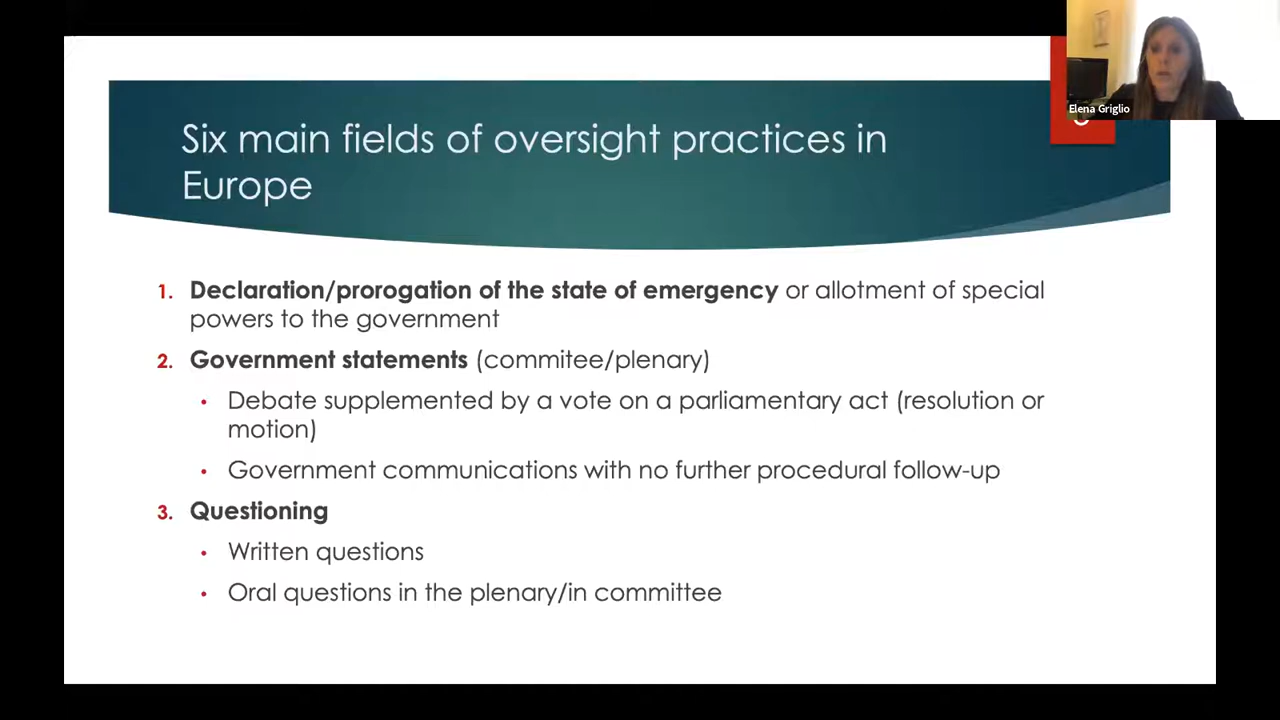 Elena Griglio
Six main fields of oversight practices in
Europe
1. Declaration/prorogation of the state of emergency or allotment of special
powers to the government
2. Government statements (commitee/plenary)
• Debate supplemented by a vote on a parliamentary act (resolution or
motion)
• Government communications with no further procedural follow-up
3. Questioning
• Written questions
• Oral questions in the plenary/in committee